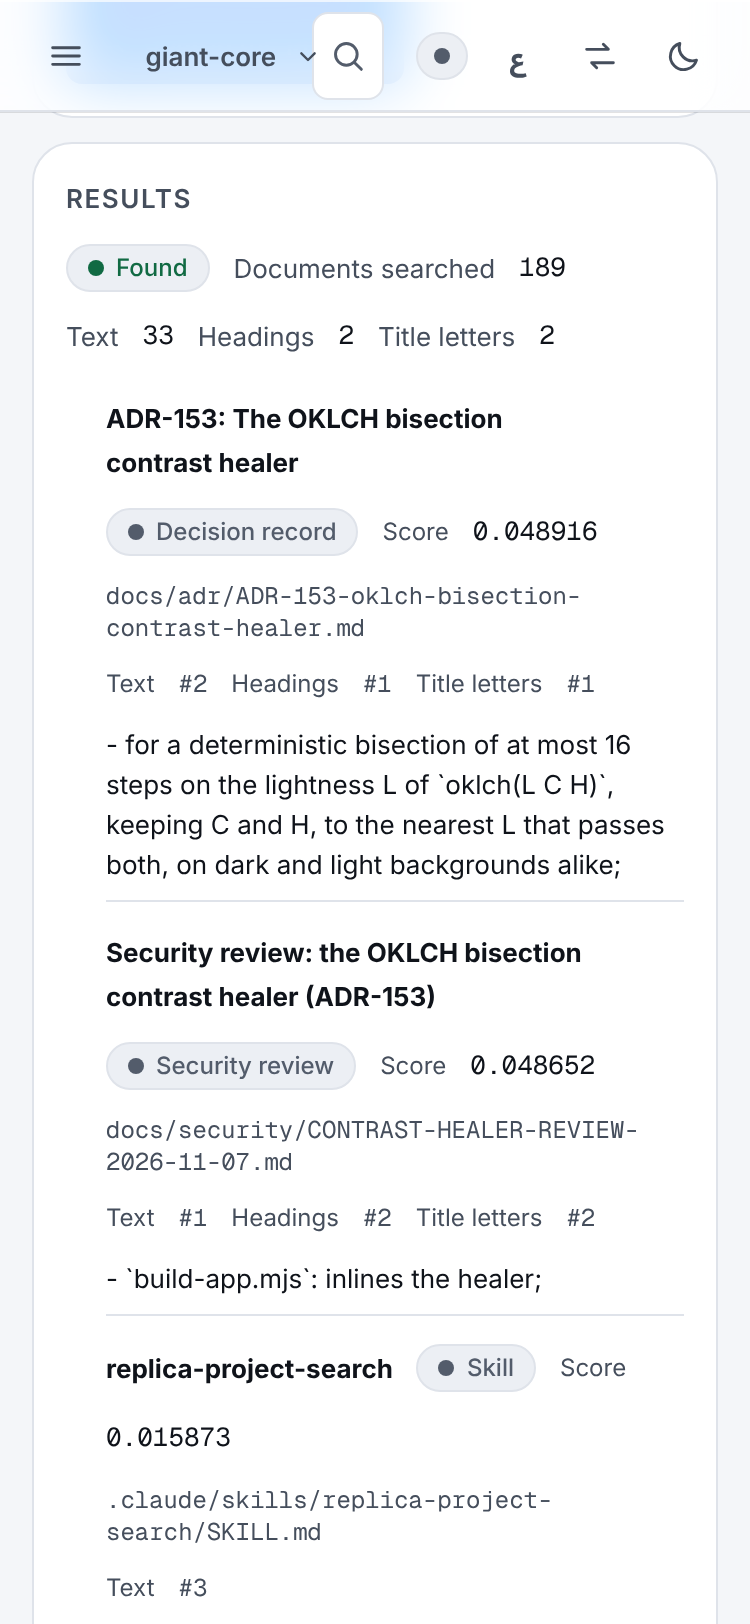 giant-core
ع
RESULTS
Found Documents searched 189
Text 33 Headings 2 Title letters 2
ADR-153: The OKLCH bisection
contrast healer
Decision record Score 0.048916
docs/adr/ADR-153-oklch-bisection-
contrast-healer.md
Text #2 Headings #1 Title letters #1
- for a deterministic bisection of at most 16
steps on the lightness L of `oklch(L C H)`,
keeping C and H, to the nearest L that passes
both, on dark and light backgrounds alike;
Security review: the OKLCH bisection
contrast healer (ADR-153)
Security review Score 0.048652
docs/security/CONTRAST-HEALER-REVIEW-
2026-11-07.md
Text #1 Headings #2 Title letters #2
- `build-app.mjs`: inlines the healer;
replica-project-search Skill Score
0.015873
.claude/skills/replica-project-
search/SKILL.md
Text #3